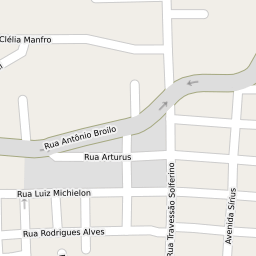 Clélia Manfro
Rua Antônio Broilo
Rua Arturus
Rua Luiz Michielon
Rua Travessão Solferino
Avenida Sírius
Rua Rodrigues Alves